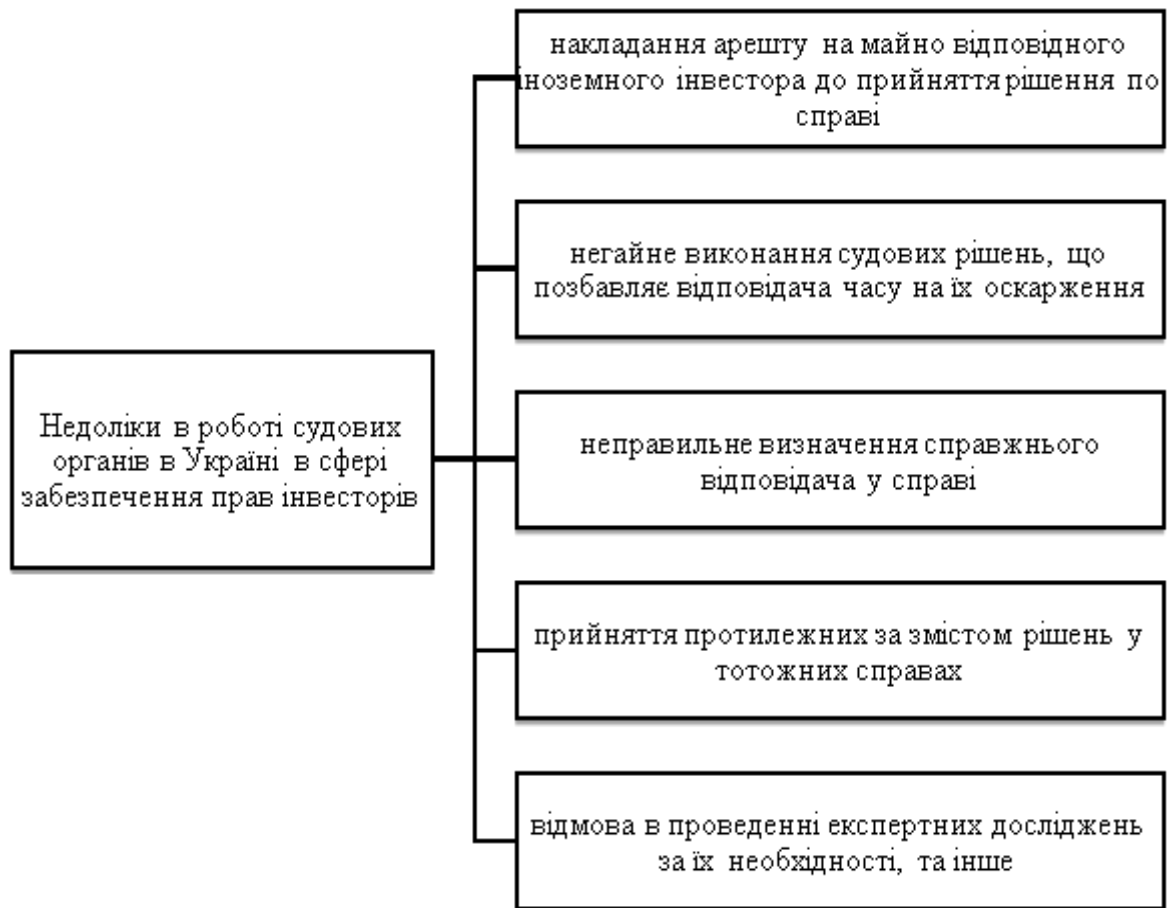 Недоліки в роботі судових
органів в Україні в сфері
забезпечення прав інвесторів
накладання арешту на майно відповідного
іноземного інвестора до прийняття рішення по
справі
негайне виконання судових рішень, що
позбавляє відповідача часу на їх оскарження
неправильне визначення справжнього
відповідача у справі
прийняття протилежних за змістом рішень у
тотожних справах
відмова в проведенні експертних досліджень
за їх необхідності, та інше